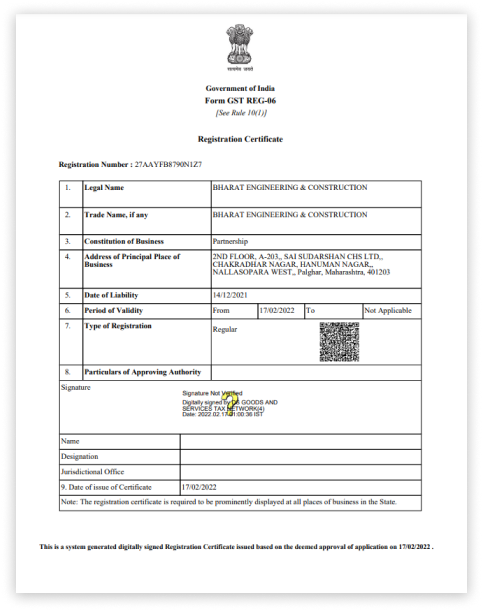 सत्यमेव जयते
Government of India
Form GST REG-06
[See Rule 10(1)]
Registration Certificate
Registration Number : 27AAYFB8790N1Z7
1. Legal Name BHARAT ENGINEERING & CONSTRUCTION
2. Trade Name, if any BHARAT ENGINEERING & CONSTRUCTION
3. Constitution of Business Partnership
4. Address of Principal Place of Business 2ND FLOOR, A-203,, SAI SUDARSHAN CHS LTD,,
CHAKRADHAR NAGAR, HANUMAN NAGAR,,
NALLASOPARA WEST,, Palghar, Maharashtra, 401203
5. Date of Liability 14/12/2021
6. Period of Validity From 17/02/2022 To Not Applicable
7. Type of Registration Regular
8. Particulars of Approving Authority
Signature
Signature Not Verified
Digitally signed by DS GOODS AND
SERVICES TAX NETWORK(4)
Date: 2022.02.17 01:00:36 IST
?
Name
Designation
Jurisdictional Office
9. Date of issue of Certificate 17/02/2022
Note: The registration certificate is required to be prominently displayed at all places of business in the State.
This is a system generated digitally signed Registration Certificate issued based on the deemed approval of application on 17/02/2022 .